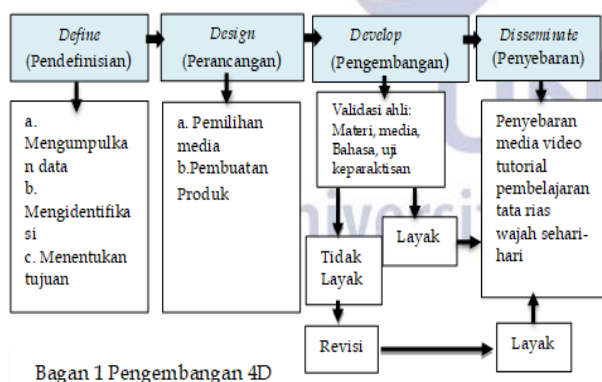 Define
(Pendefinisian)
Design
(Perancangan)
Develop
(Pengembangan)
Disseminate
(Penyebaran)
a.
Mengumpulka
n data
b.
Mengidentifika
si
c. Menentukan
tujuan
a. Pemilihan
media
b.Pembuatan
Produk
Validasi ahli:
Materi, media,
Bahasa, uji
keparaktisan
Tidak
Layak
Layak
Revisi
Layak
Penyebaran
media video
tutorial
pembelajaran
tata rias
wajah sehari-
hari
Bagan 1 Pengembangan 4D